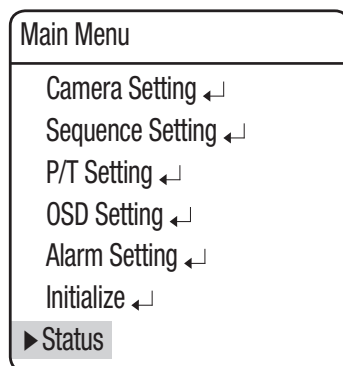 Main Menu
Camera Setting ↵
Sequence Setting ↵
P/T Setting ↵
OSD Setting ↵
Alarm Setting ↵
Initialize ↵
▶Status